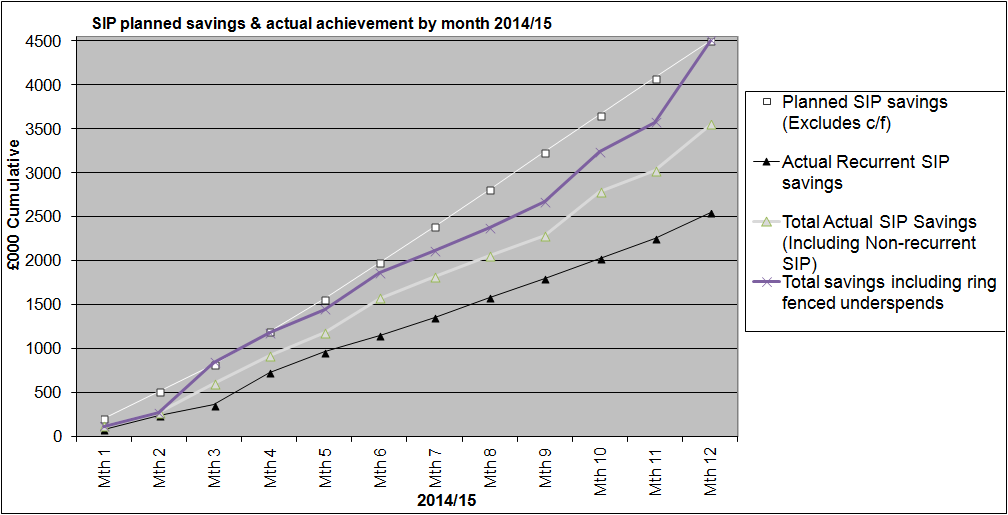 SIP planned savings & actual achievement by month 2014/15
£000 Cumulative
4500
4000
3500
3000
2500
2000
1500
1000
500
0
Mth 1
Mth 2
Mth 3
Mth 4
Mth 5
Mth 6
Mth 7
Mth 8
Mth 9
Mth 10
Mth 11
Mth 12
2014/15
Planned SIP savings
(Excludes c/f)
Actual Recurrent SIP
savings
Total Actual SIP Savings
(Including Non-recurrent
SIP)
Total savings including ring
fenced underspends